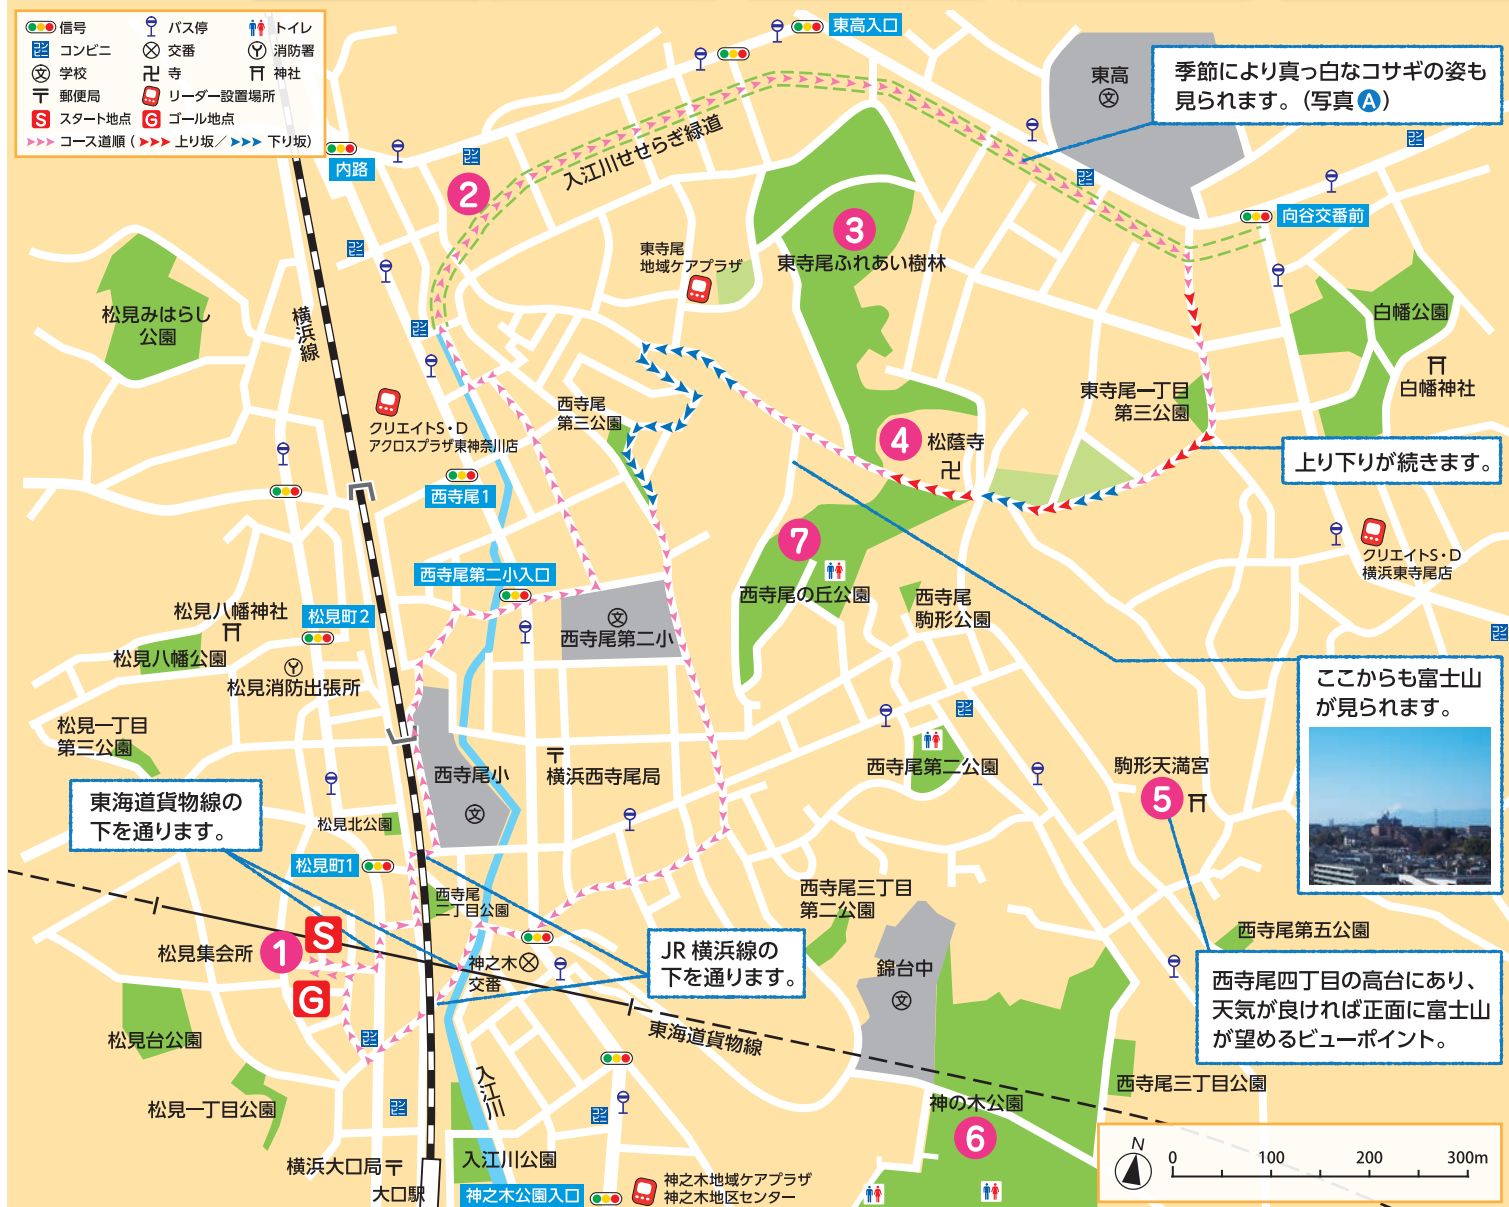 信号
バス停
トイレ
コンビニ
交番
消防署
学校
寺
神社
郵便局
リーダー設置場所
S スタート地点
G ゴール地点
コース道順（ 上り坂／ 下り坂）
東高入口
東高
季節により真っ白なコサギの姿も
見られます。（写真A）
内路
2
入江川せせらぎ緑道
向谷交番前
3
東寺尾ふれあい樹林
東寺尾
地域ケアプラザ
松見みはらし
公園
横浜線
白幡公園
白幡神社
東寺尾一丁目
第三公園
西寺尾
第三公園
クリエイトS・D
アクロスプラザ東神奈川店
4
松蔭寺
上り下りが続きます。
西寺尾1
7
クリエイトS・D
横浜東寺尾店
西寺尾第二小入口
西寺尾の丘公園
西寺尾
駒形公園
松見八幡神社
松見町2
西寺尾第二小
松見八幡公園
松見消防出張所
ここからも富士山
が見られます。
松見一丁目
第三公園
横浜西寺尾局
西寺尾小
西寺尾第二公園
駒形天満宮
5
東海道貨物線の
下を通ります。
松見北公園
松見町1
西寺尾
二丁目公園
西寺尾三丁目
第二公園
西寺尾第五公園
松見集会所
1
S
G
神之木
交番
JR 横浜線の
下を通ります。
錦台中
西寺尾四丁目の高台にあり、
天気が良ければ正面に富士山
が望めるビューポイント。
松見台公園
東海道貨物線
入江川
西寺尾三丁目公園
松見一丁目公園
神の木公園
6
横浜大口局
大口駅
入江川公園
神之木公園入口
神之木地域ケアプラザ
神之木地区センター
N
0 100 200 300m